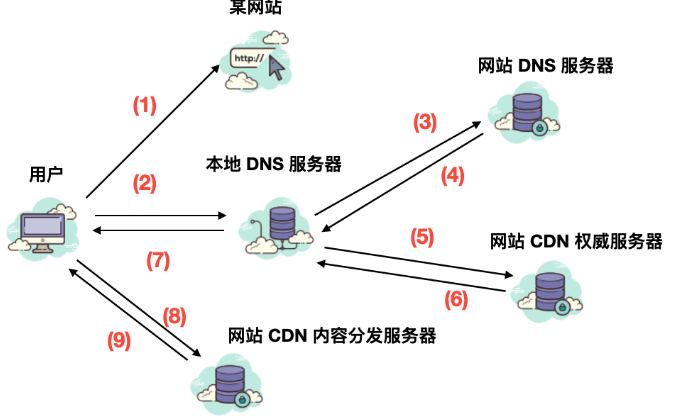 某网站
http://
网站 DNS 服务器
(1)
(3)
本地 DNS 服务器
用户
(2)
(4)
(5)
网站 CDN 权威服务器
(7)
(6)
(8)
(9)
网站 CDN 内容分发服务器